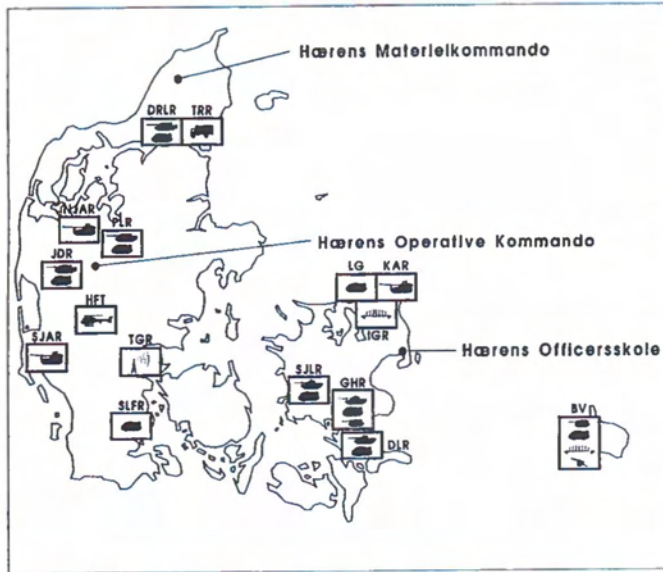 Hærens Materielkommando
DRLR TRR
NJAR
PLR
Hærens Operative Kommando
JDR
LG KAR
HFT
IGR
SJAR
TGR
Hærens Officersskole
SJLR
GHR
SLFR
BV
DLR